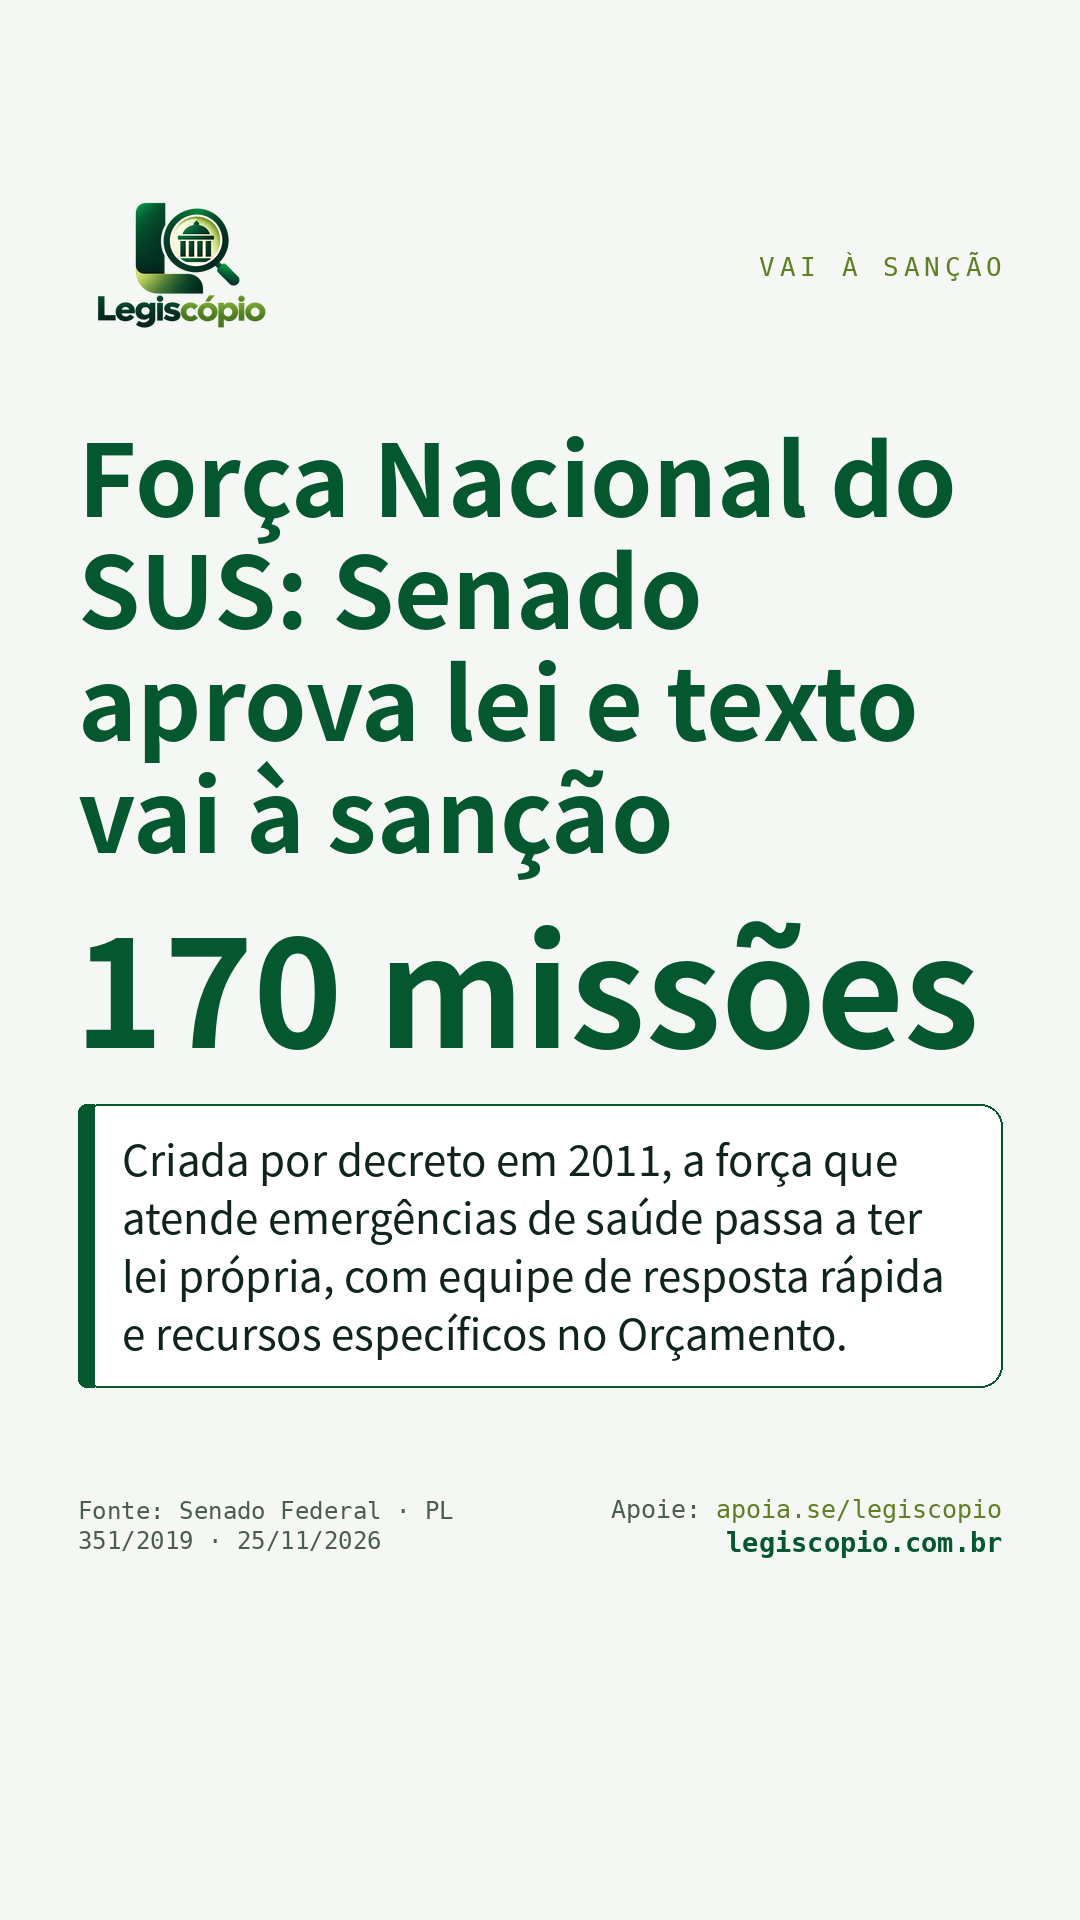 Legiscópio
VAI À SANÇÃO
Força Nacional do
SUS: Senado
aprova lei e texto
vai à sanção
170 missões
Criada por decreto em 2011, a força que
atende emergências de saúde passa a ter
lei própria, com equipe de resposta rápida
e recursos específicos no Orçamento.
Fonte: Senado Federal · PL
351/2019 · 25/11/2026
Apoie: apoia.se/legiscopio
legiscopio.com.br